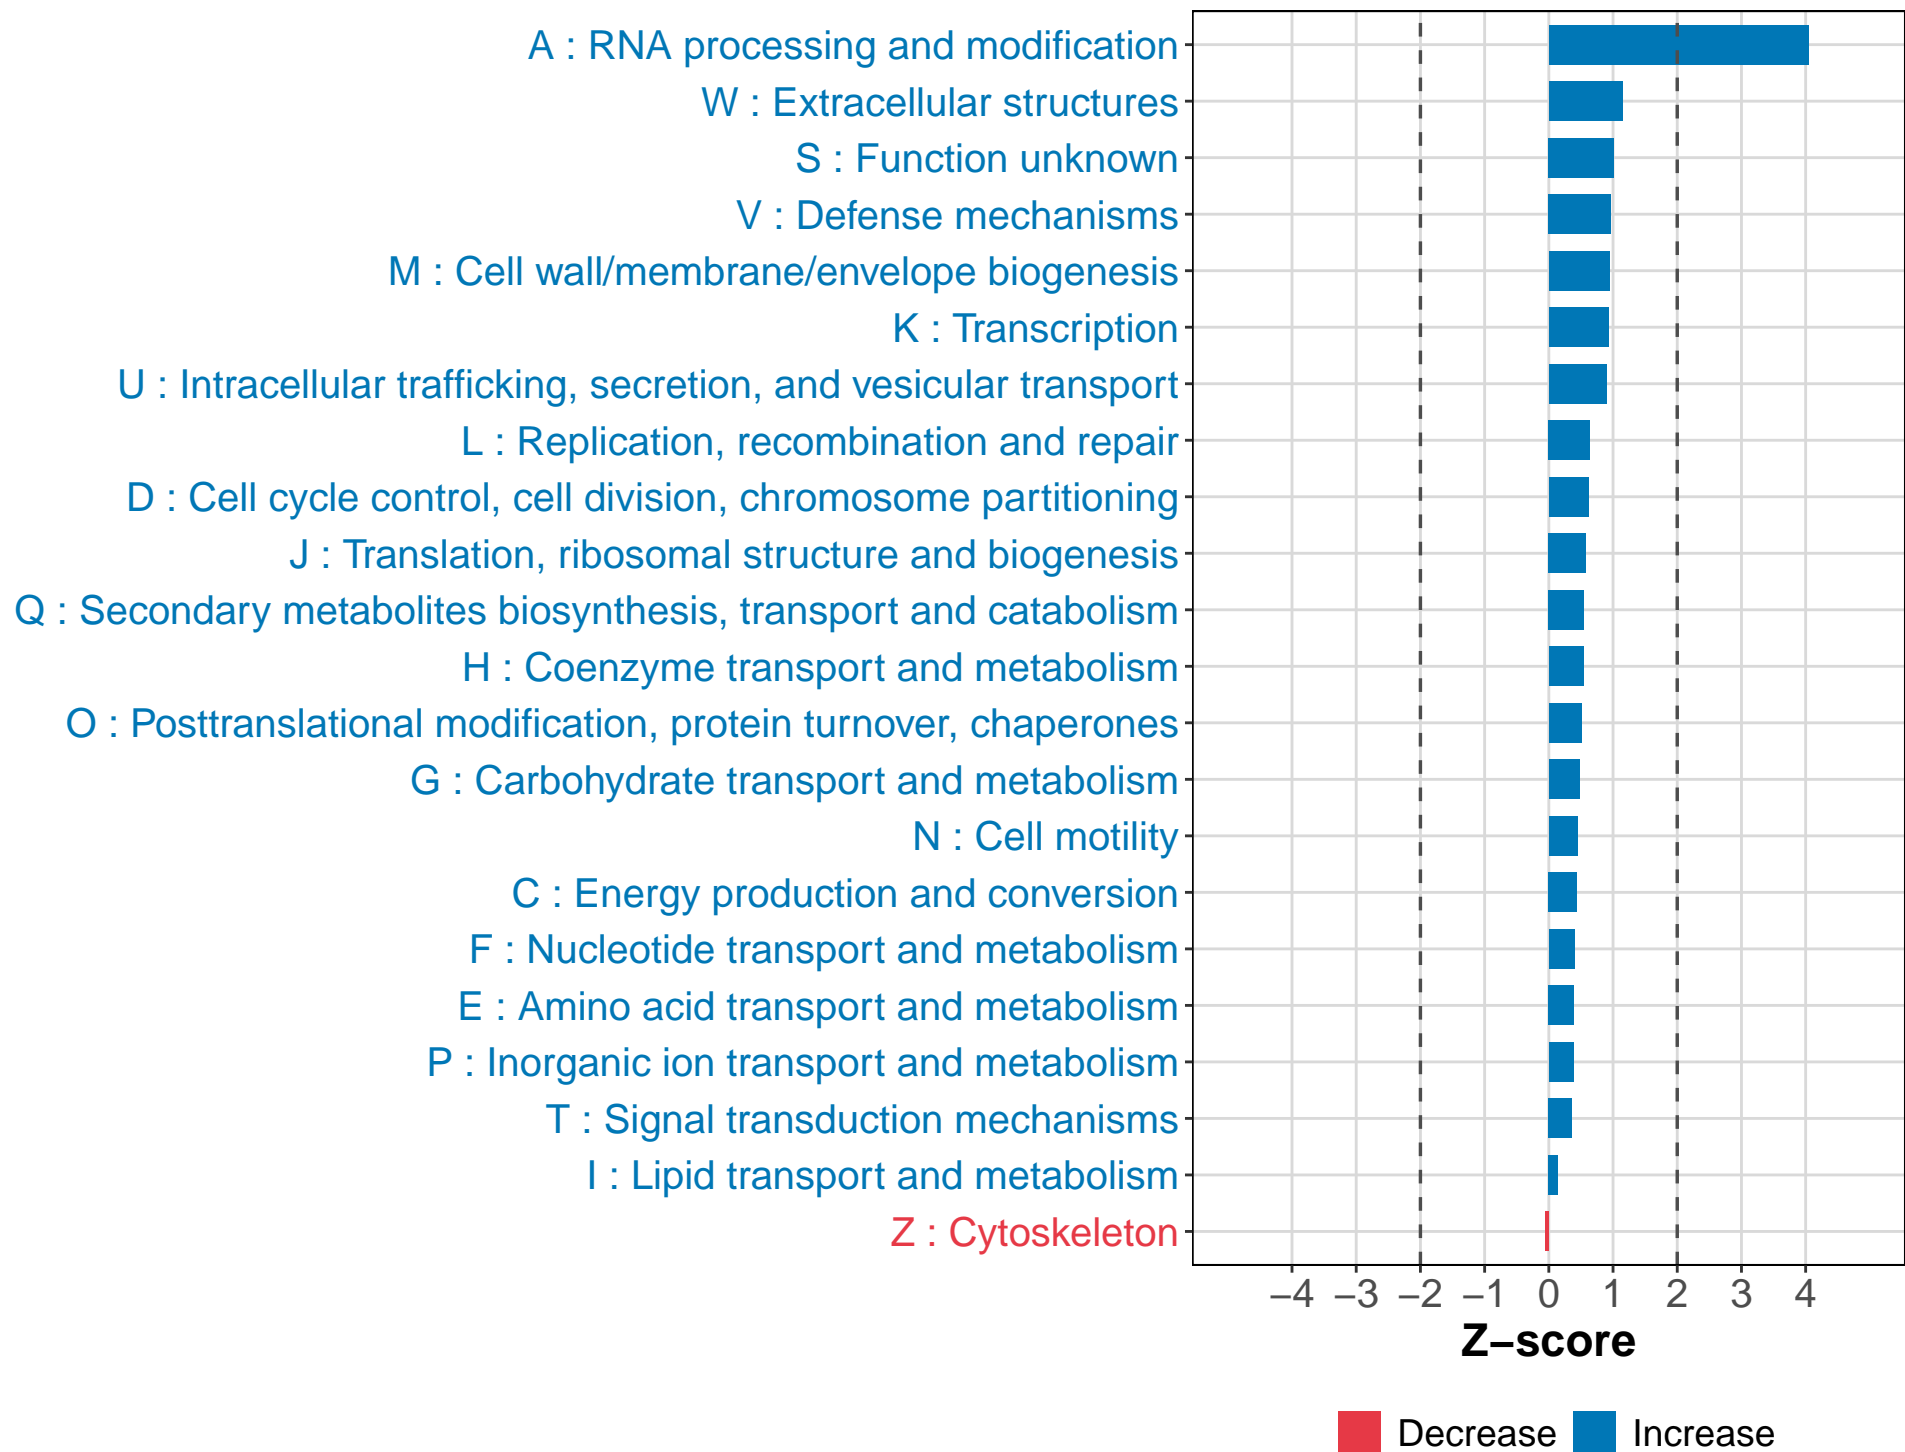 A : RNA processing and modification
W : Extracellular structures
S : Function unknown
V : Defense mechanisms
M : Cell wall/membrane/envelope biogenesis
K : Transcription
U : Intracellular trafficking, secretion, and vesicular transport
L : Replication, recombination and repair
D : Cell cycle control, cell division, chromosome partitioning
J : Translation, ribosomal structure and biogenesis
Q : Secondary metabolites biosynthesis, transport and catabolism
H : Coenzyme transport and metabolism
O : Posttranslational modification, protein turnover, chaperones
G : Carbohydrate transport and metabolism
N : Cell motility
C : Energy production and conversion
F : Nucleotide transport and metabolism
E : Amino acid transport and metabolism
P : Inorganic ion transport and metabolism
T : Signal transduction mechanisms
I : Lipid transport and metabolism
Z : Cytoskeleton
−4 −3 −2 −1 0 1 2 3 4
Z−score
Decrease Increase